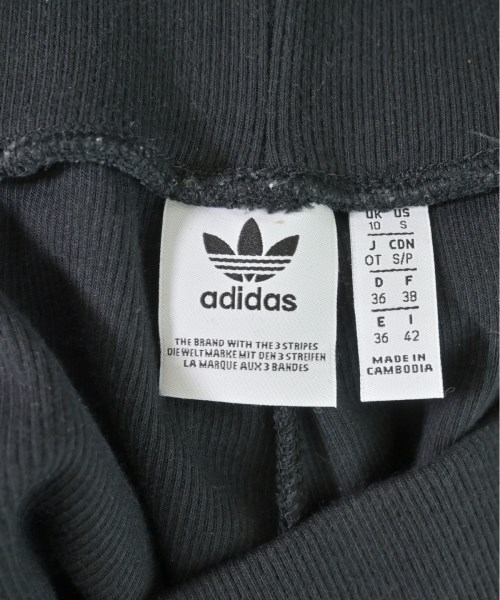 adidas
THE BRAND WITH THE 3 STRIPES
DIE WELTMARKE MIT DEN 3 STREIFEN
LA MARQUE AUX 3 BANDES
UK US
10 S
J CDN
OT S/P
D F
36 38
E I
36 42
MADE IN
CAMBODIA